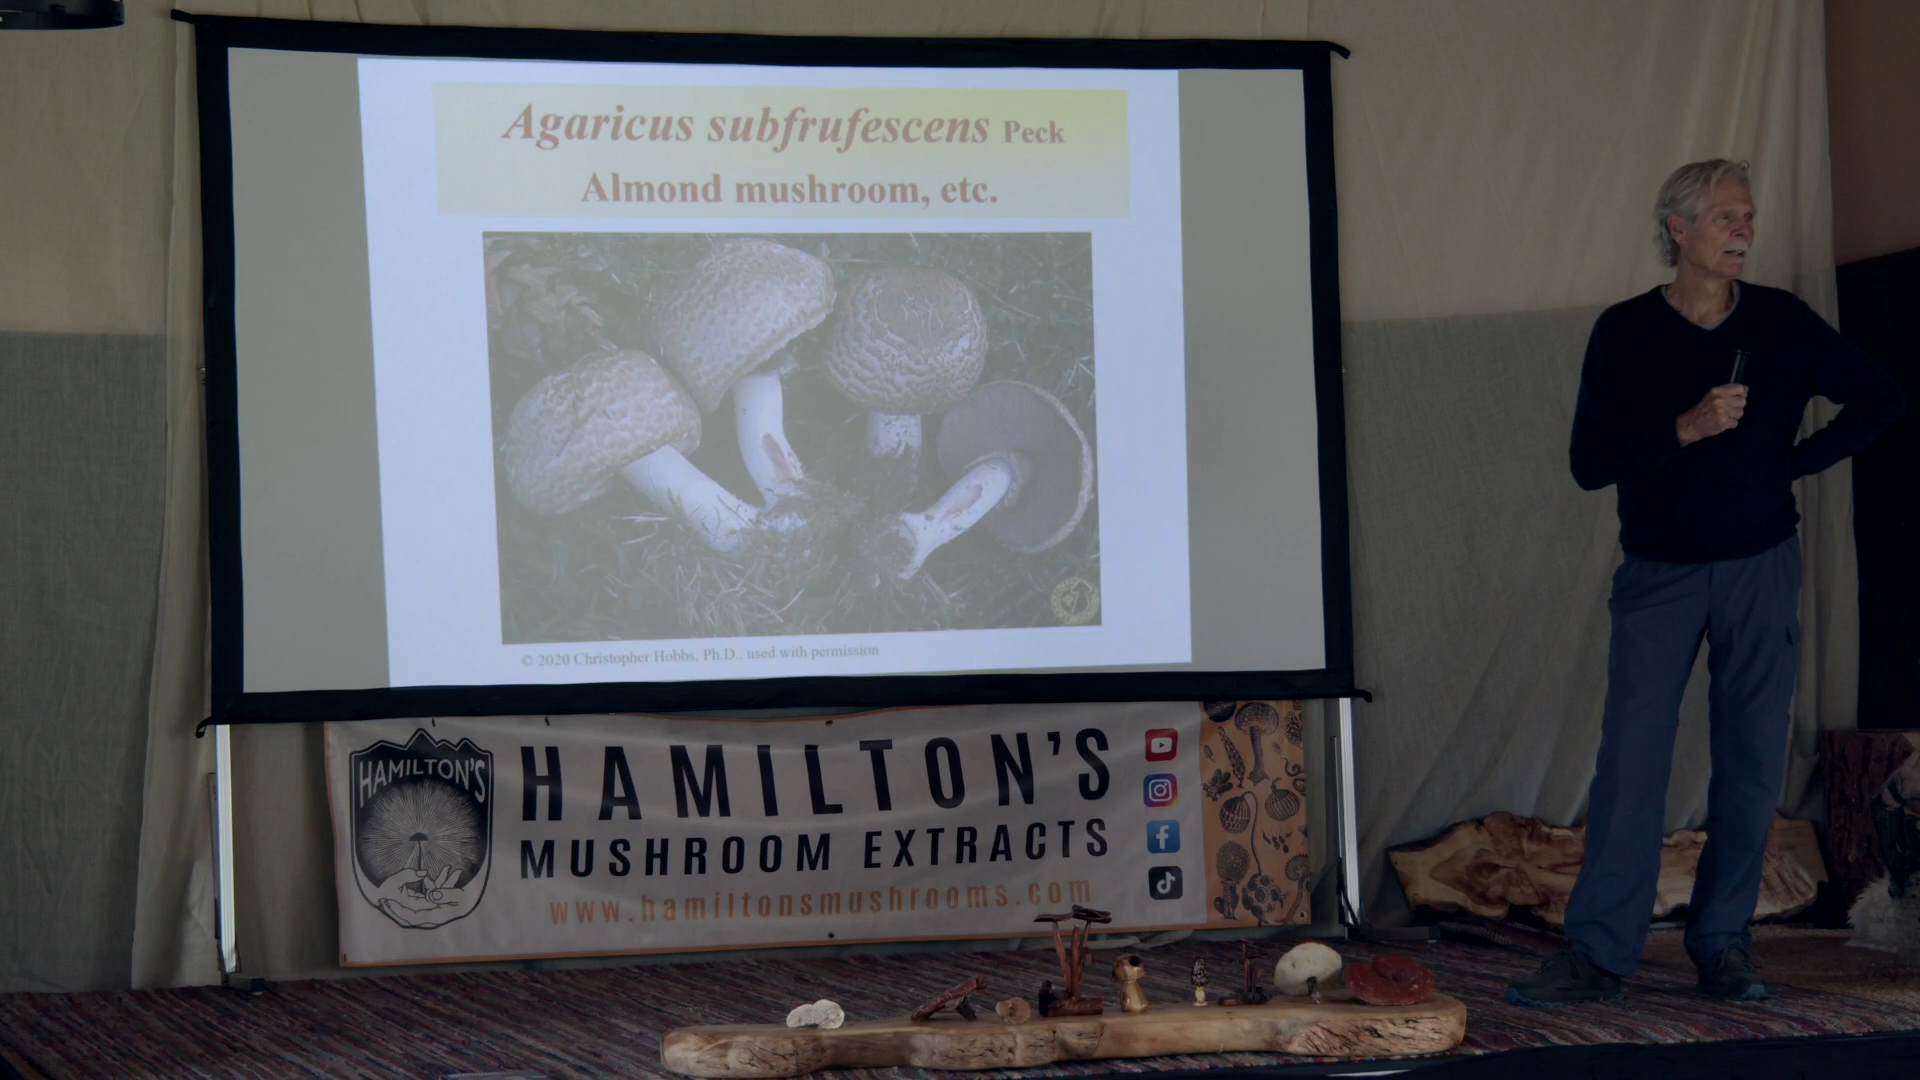 Agaricus subfrufescens Peck
Almond mushroom, etc.
© 2020 Christopher Hobbs, Ph.D., used with permission
HAMILTON'S
HAMILTON'S
MUSHROOM EXTRACTS
www.hamiltonsmushrooms.com